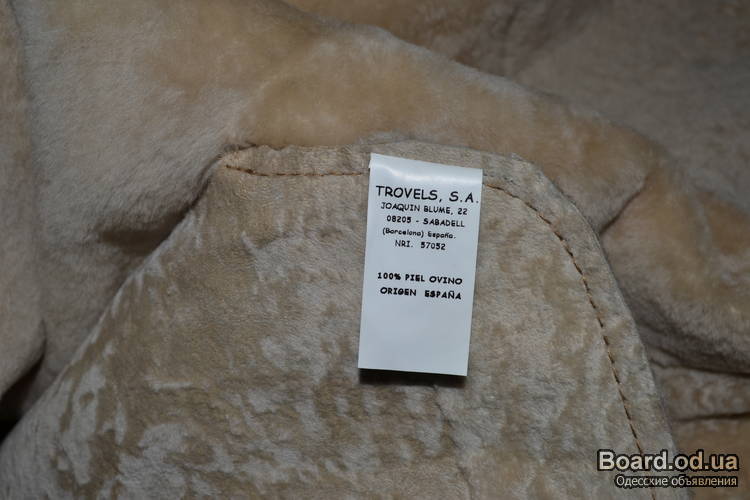 TROVELS, S.A.
JOAQUIN BLUME, 22
08205 - SABADELL
(Barcelona) España.
NRI. 57052
100% PIEL OVINO
ORIGEN ESPAÑA
Board.od.ua
Одесские объявления